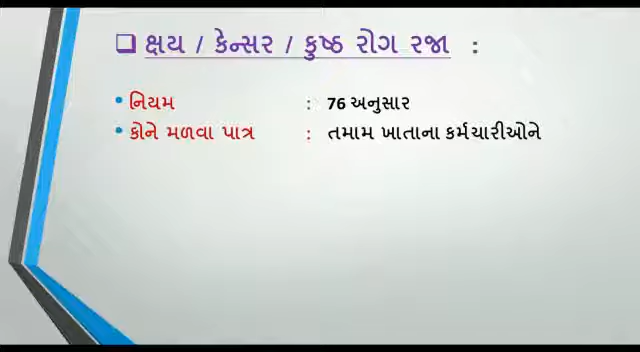 ❑ ક્ષય / કેન્સર / કુષ્ઠ રોગ રજા :
• નિયમ : 76 અનુસાર
• કોને મળવા પાત્ર : તમામ ખાતાના કર્મચારીઓને